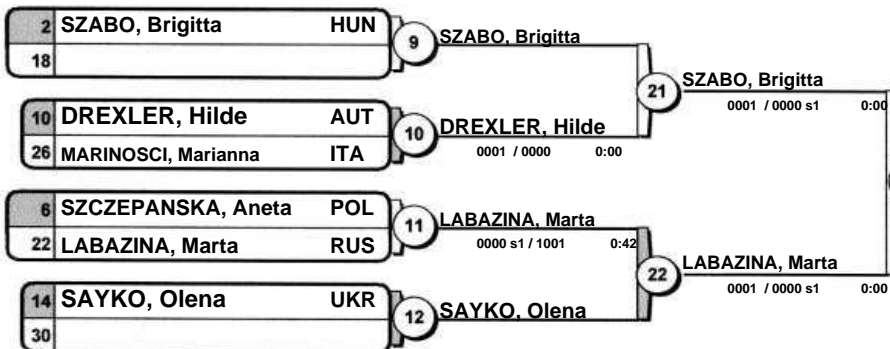 2 SZABO, Brigitta HUN
18
9
SZABO, Brigitta
10 DREXLER, Hilde AUT
26 MARINOSCI, Marianna ITA
10
DREXLER, Hilde
0001 / 0000 0:00
21
SZABO, Brigitta
0001 / 0000 s1 0:00
6 SZCZEPANSKA, Aneta POL
22 LABAZINA, Marta RUS
11
LABAZINA, Marta
0000 s1 / 1001 0:42
14 SAYKO, Olena UKR
30
12
SAYKO, Olena
22
LABAZINA, Marta
0001 / 0000 s1 0:00